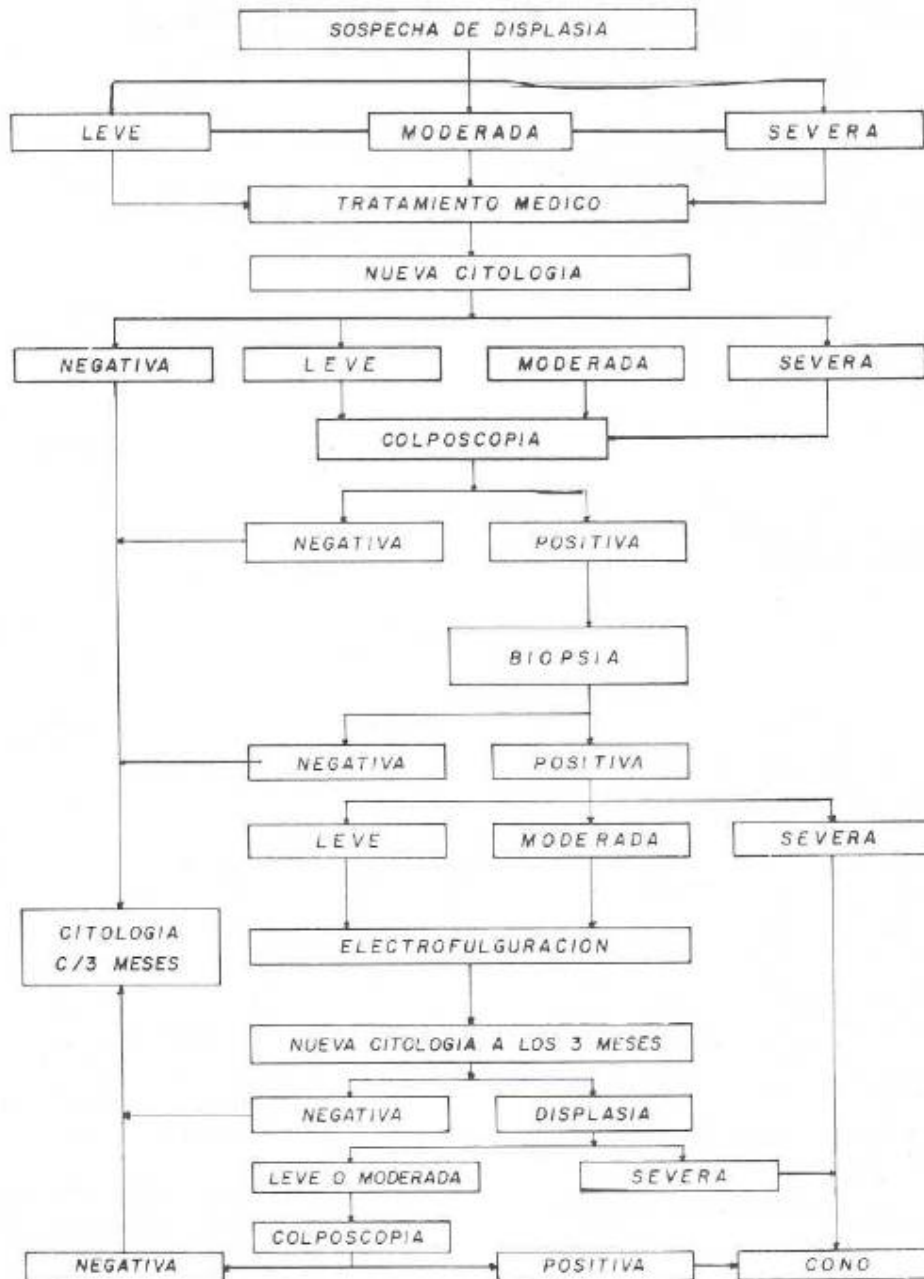 SOSPECHA DE DISPLASIA
LEVE
MODERADA
SEVERA
TRATAMIENTO MEDICO
NUEVA CITOLOGIA
NEGATIVA
LEVE
MODERADA
SEVERA
COLPOSCOPIA
NEGATIVA
POSITIVA
BIOPSIA
NEGATIVA
POSITIVA
LEVE
MODERADA
SEVERA
CITOLOGIA
C/3 MESES
ELECTROFULGURACION
NUEVA CITOLOGIA A LOS 3 MESES
NEGATIVA
DISPLASIA
LEVE O MODERADA
SEVERA
COLPOSCOPIA
NEGATIVA
POSITIVA
CONO